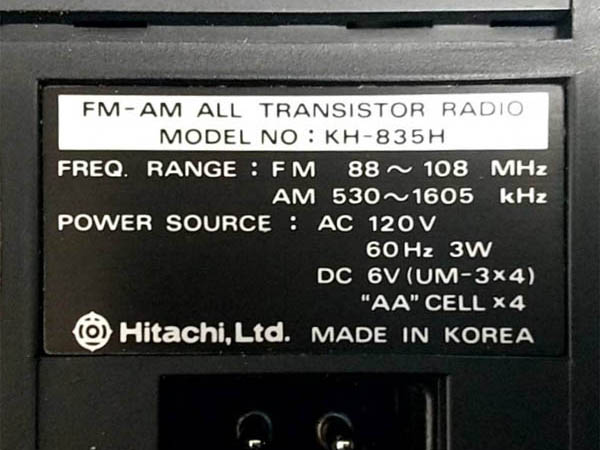 FM-AM ALL TRANSISTOR RADIO
MODEL NO : KH-835H
FREQ. RANGE : FM 88～108 MHz
AM 530～1605 kHz
POWER SOURCE : AC 120V
60Hz 3W
DC 6V (UM-3×4)
"AA" CELL ×4
Hitachi, Ltd. MADE IN KOREA